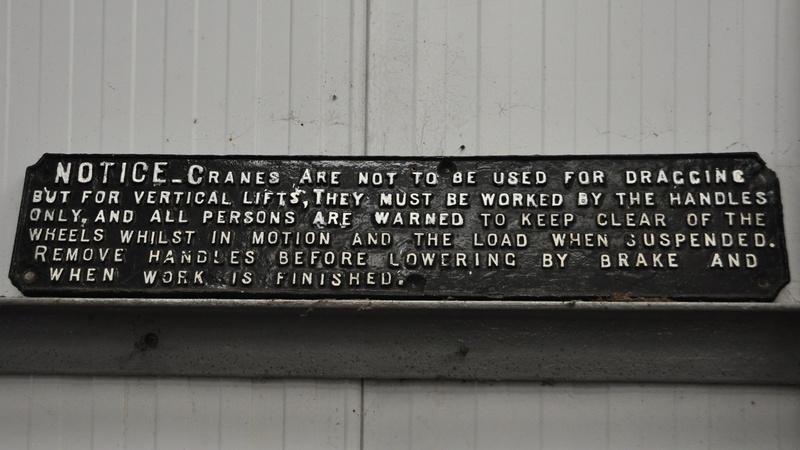 NOTICE_CRANES ARE NOT TO BE USED FOR DRAGGING
BUT FOR VERTICAL LIFTS, THEY MUST BE WORKED BY THE HANDLES
ONLY, AND ALL PERSONS ARE WARNED TO KEEP CLEAR OF THE
WHEELS WHILST IN MOTION AND THE LOAD WHEN SUSPENDED.
REMOVE HANDLES BEFORE LOWERING BY BRAKE AND
WHEN WORK IS FINISHED.